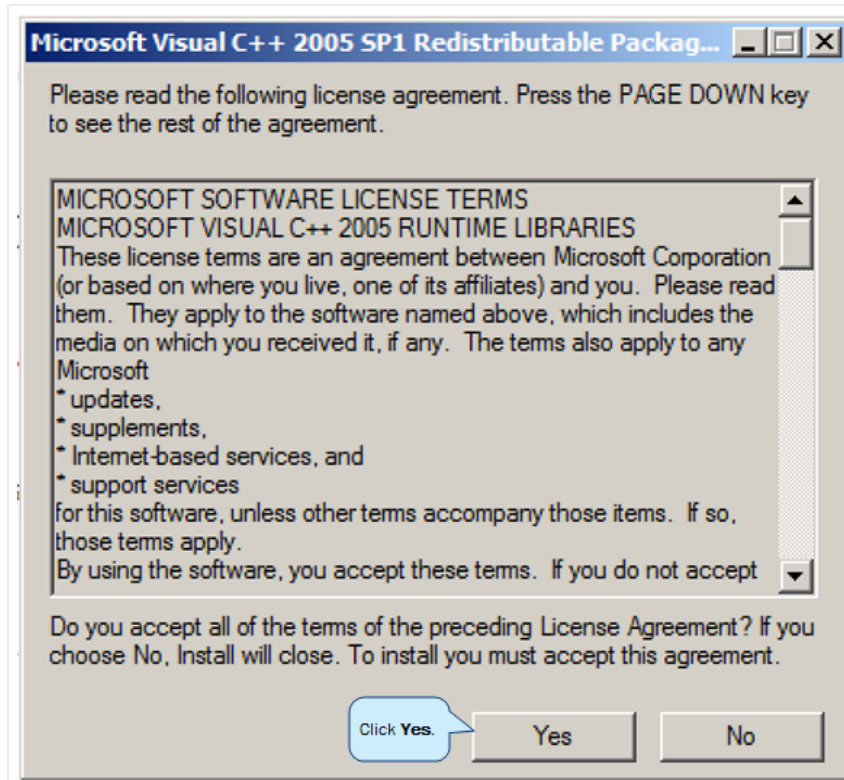 Microsoft Visual C++ 2005 SP1 Redistributable Packag...
Please read the following license agreement. Press the PAGE DOWN key
to see the rest of the agreement.
MICROSOFT SOFTWARE LICENSE TERMS
MICROSOFT VISUAL C++ 2005 RUNTIME LIBRARIES
These license terms are an agreement between Microsoft Corporation
(or based on where you live, one of its affiliates) and you.  Please read
them.  They apply to the software named above, which includes the
media on which you received it, if any.  The terms also apply to any
Microsoft
* updates,
* supplements,
* Internet-based services, and
* support services
for this software, unless other terms accompany those items.  If so,
those terms apply.
By using the software, you accept these terms.  If you do not accept
Do you accept all of the terms of the preceding License Agreement? If you
choose No, Install will close. To install you must accept this agreement.
Click Yes.
Yes
No